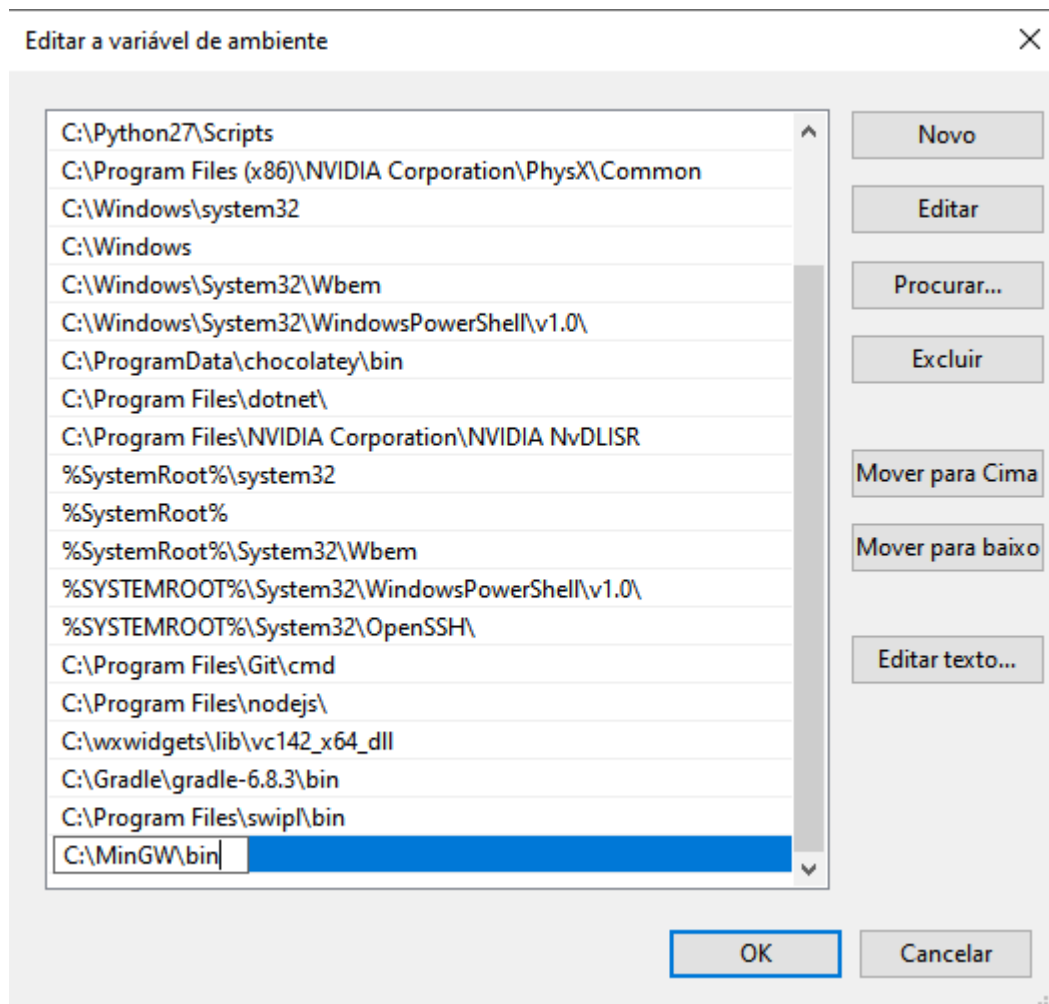 Editar a variável de ambiente
C:\Python27\Scripts
C:\Program Files (x86)\NVIDIA Corporation\PhysX\Common
C:\Windows\system32
C:\Windows
C:\Windows\System32\Wbem
C:\Windows\System32\WindowsPowerShell\v1.0\
C:\ProgramData\chocolatey\bin
C:\Program Files\dotnet\
C:\Program Files\NVIDIA Corporation\NVIDIA NvDLISR
%SystemRoot%\system32
%SystemRoot%
%SystemRoot%\System32\Wbem
%SYSTEMROOT%\System32\WindowsPowerShell\v1.0\
%SYSTEMROOT%\System32\OpenSSH\
C:\Program Files\Git\cmd
C:\Program Files\nodejs\
C:\wxwidgets\lib\vc142_x64_dll
C:\Gradle\gradle-6.8.3\bin
C:\Program Files\swipl\bin
C:\MinGW\bin
Novo
Editar
Procurar...
Excluir
Mover para Cima
Mover para baixo
Editar texto...
OK
Cancelar